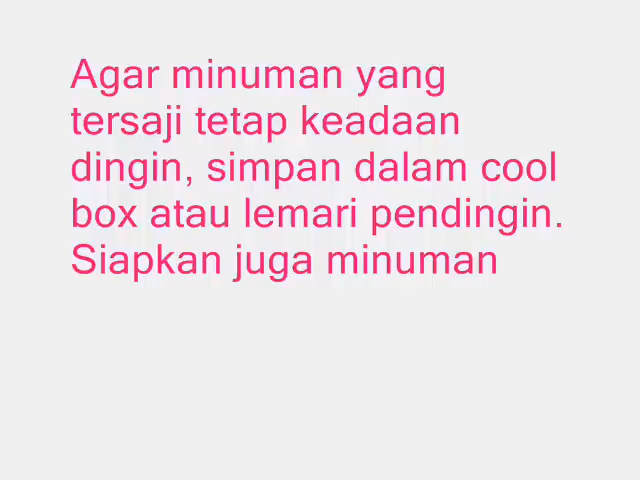 Agar minuman yang
tersaji tetap keadaan
dingin, simpan dalam cool
box atau lemari pendingin.
Siapkan juga minuman